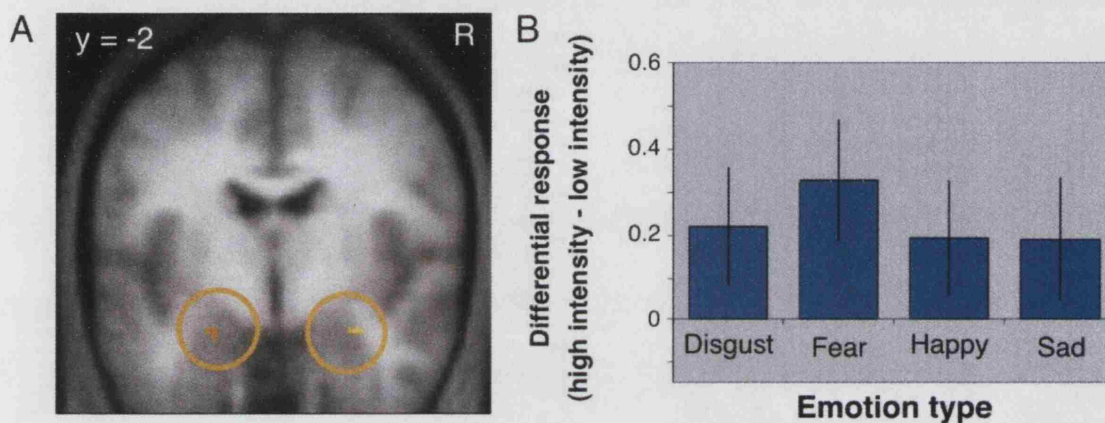 A
y = -2
R
B
Differential response
(high intensity - low intensity)
0.6
0.4
0.2
0
Disgust
Fear
Happy
Sad
Emotion type